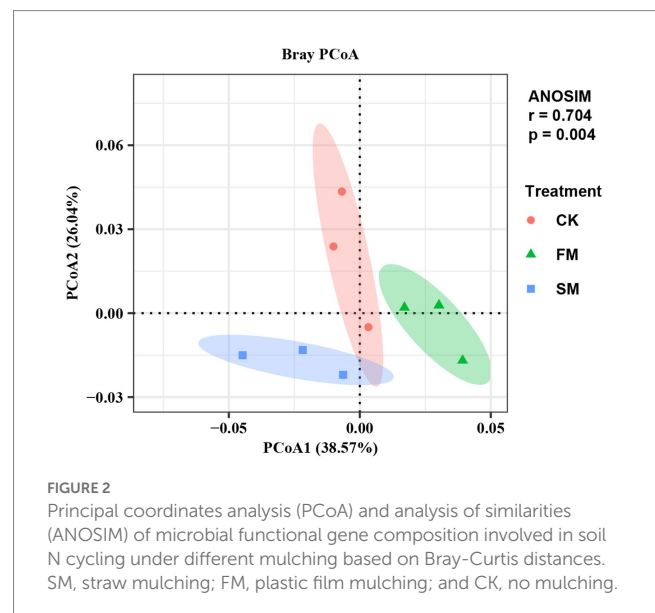 Bray PCoA
ANOSIM
r = 0.704
p = 0.004
Treatment
CK
FM
SM
PCoA2 (26.04%)
0.06
0.03
0.00
−0.03
−0.05
0.00
0.05
PCoA1 (38.57%)
FIGURE 2
Principal coordinates analysis (PCoA) and analysis of similarities
(ANOSIM) of microbial functional gene composition involved in soil
N cycling under different mulching based on Bray-Curtis distances.
SM, straw mulching; FM, plastic film mulching; and CK, no mulching.